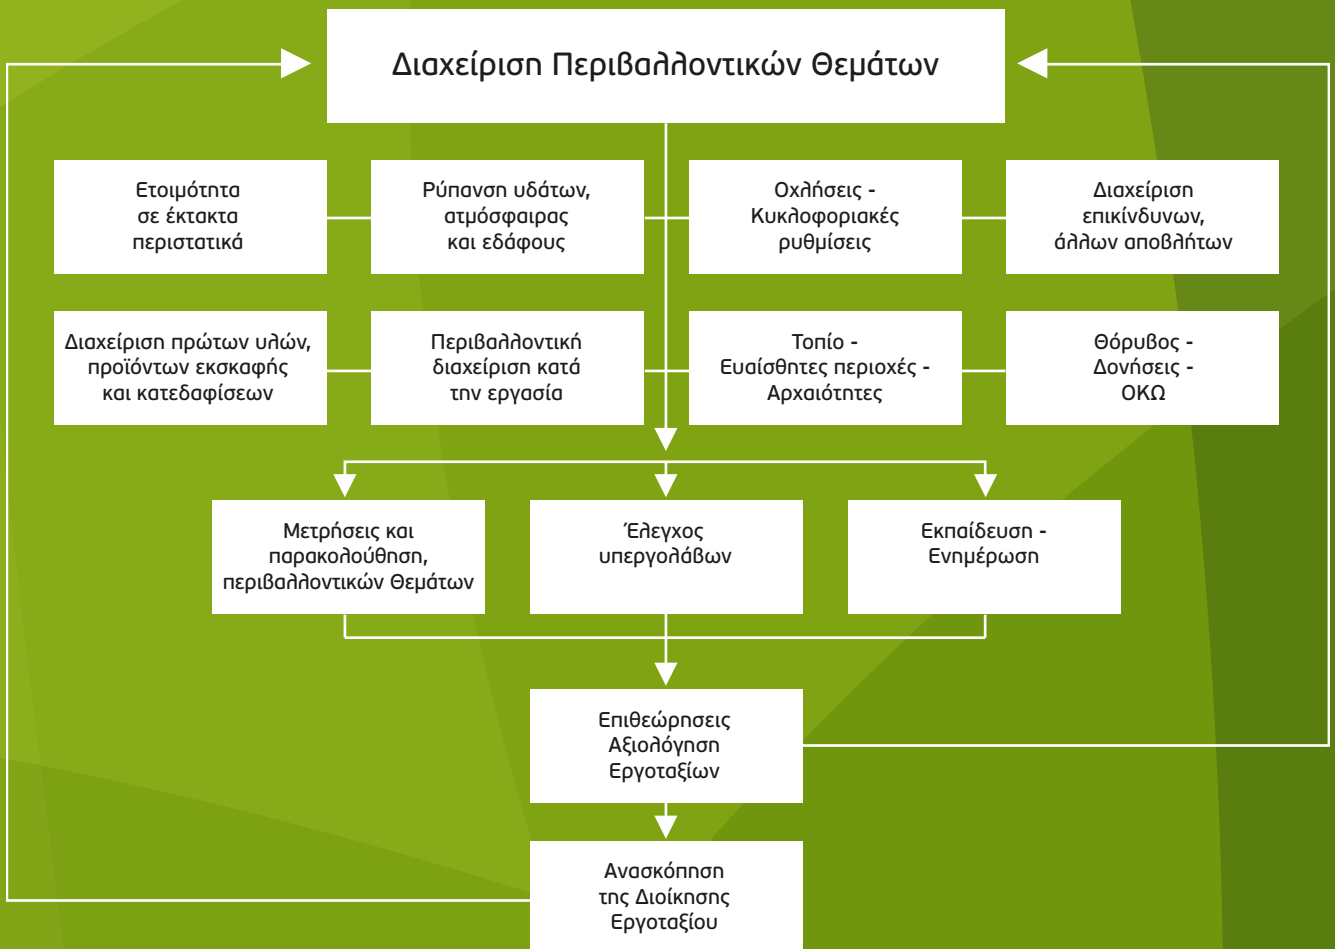 Διαχείριση Περιβαλλοντικών Θεμάτων
Ετοιμότητα
σε έκτακτα
περιστατικά
Ρύπανση υδάτων,
ατμόσφαιρας
και εδάφους
Οχλήσεις -
Κυκλοφοριακές
ρυθμίσεις
Διαχείριση
επικίνδυνων,
άλλων αποβλήτων
Διαχείριση πρώτων υλών,
προϊόντων εκσκαφής
και κατεδαφίσεων
Περιβαλλοντική
διαχείριση κατά
την εργασία
Τοπίο -
Ευαίσθητες περιοχές -
Αρχαιότητες
Θόρυβος -
Δονήσεις -
ΟΚΩ
Μετρήσεις και
παρακολούθηση,
περιβαλλοντικών Θεμάτων
Έλεγχος
υπεργολάβων
Εκπαίδευση -
Ενημέρωση
Επιθεώρησεις
Αξιολόγηση
Εργοταξίων
Ανασκόπηση
της Διοίκησης
Εργοταξίου